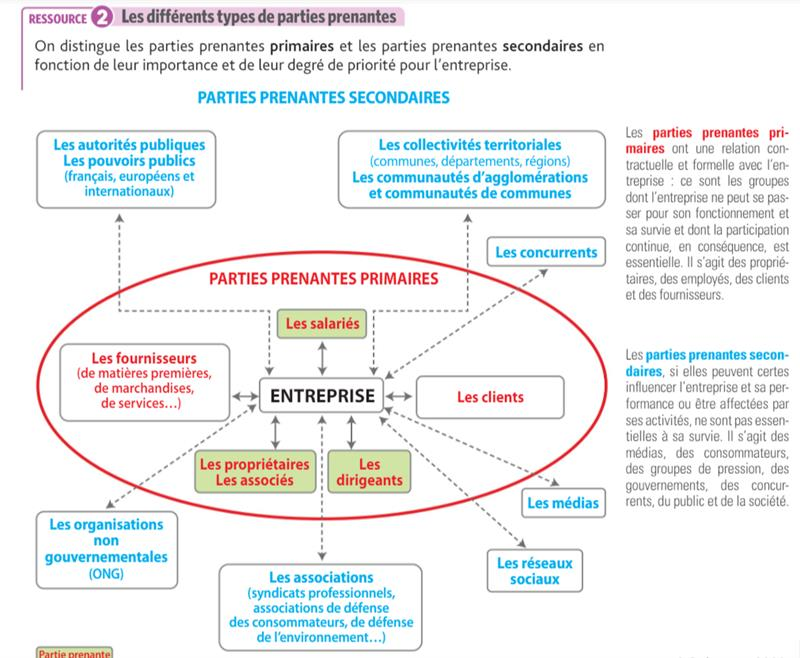 RESSOURCE 2 Les différents types de parties prenantes
On distingue les parties prenantes primaires et les parties prenantes secondaires en
fonction de leur importance et de leur degré de priorité pour l'entreprise.
PARTIES PRENANTES SECONDAIRES
Les autorités publiques
Les pouvoirs publics
(français, européens et
internationaux)
Les collectivités territoriales
(communes, départements, régions)
Les communautés d'agglomérations
et communautés de communes
Les concurrents
PARTIES PRENANTES PRIMAIRES
Les salariés
Les fournisseurs
(de matières premières,
de marchandises,
de services…)
ENTREPRISE
Les clients
Les propriétaires
Les associés
Les
dirigeants
Les médias
Les organisations
non
gouvernementales
(ONG)
Les associations
(syndicats professionnels,
associations de défense
des consommateurs, de défense
de l'environnement…)
Les réseaux
sociaux
Les parties prenantes pri-
maires ont une relation con-
tractuelle et formelle avec l'en-
treprise : ce sont les groupes
dont l'entreprise ne peut se pas-
ser pour son fonctionnement et
sa survie et dont la participation
continue, en conséquence, est
essentielle. Il s'agit des proprié-
taires, des employés, des clients
et des fournisseurs.
Les parties prenantes secon-
daires, si elles peuvent certes
influencer l'entreprise et sa per-
formance ou être affectées par
ses activités, ne sont pas essen-
tielles à sa survie. Il s'agit des
médias, des consommateurs,
des groupes de pression, des
gouvernements, des concur-
rents, du public et de la société.
Partie prenante